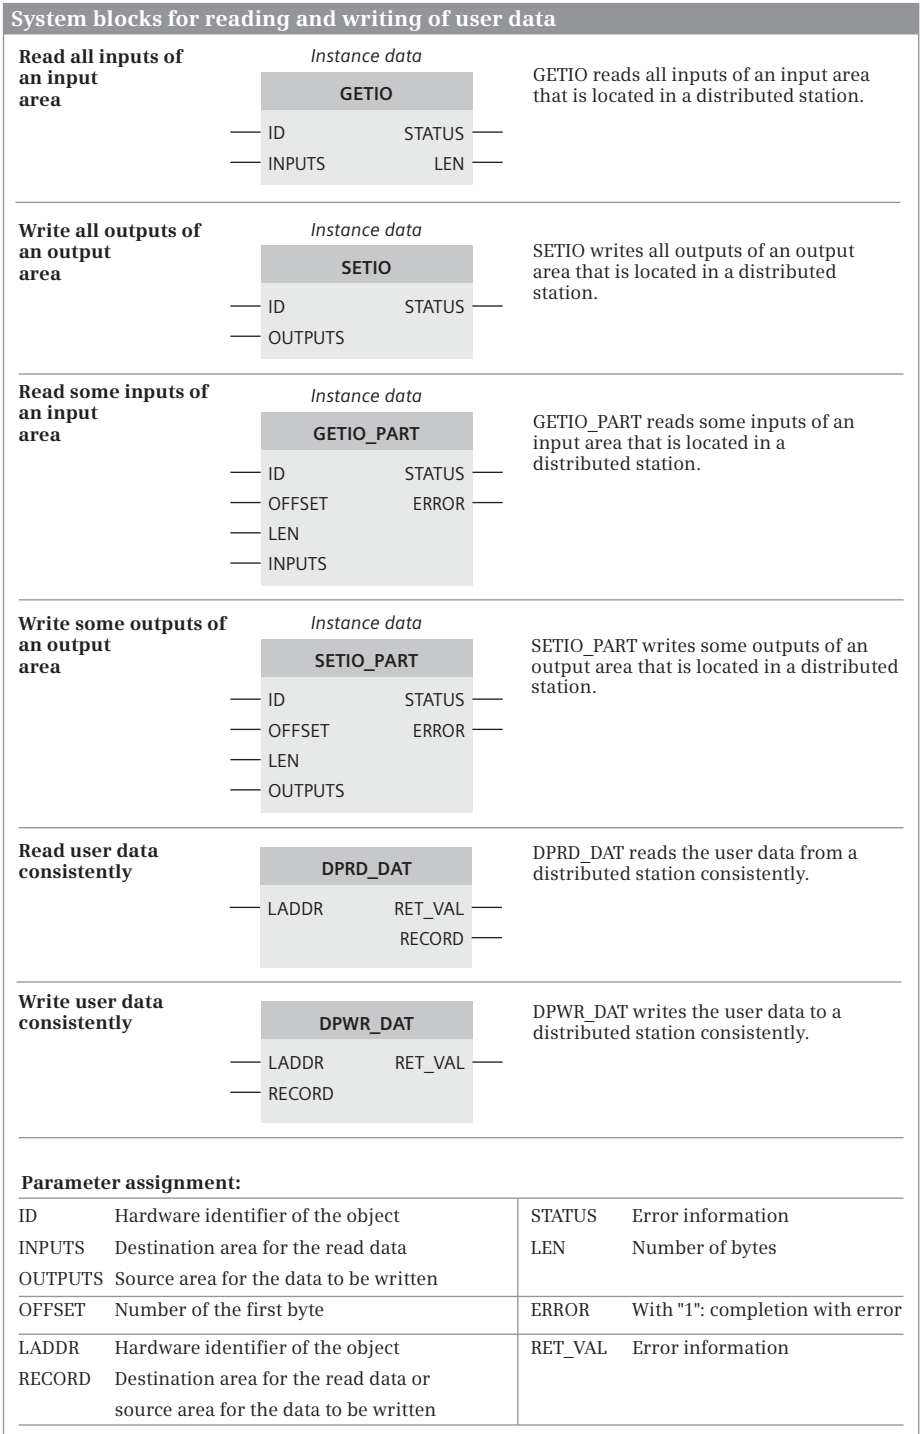 System blocks for reading and writing of user data
Read all inputs of
an input
area
Instance data
GETIO
ID STATUS
INPUTS LEN
GETIO reads all inputs of an input area
that is located in a distributed station.
Write all outputs of
an output
area
Instance data
SETIO
ID STATUS
OUTPUTS
SETIO writes all outputs of an output
area that is located in a distributed
station.
Read some inputs of
an input
area
Instance data
GETIO_PART
ID STATUS
OFFSET ERROR
LEN
INPUTS
GETIO_PART reads some inputs of an
input area that is located in a
distributed station.
Write some outputs of
an output
area
Instance data
SETIO_PART
ID STATUS
OFFSET ERROR
LEN
OUTPUTS
SETIO_PART writes some outputs of an
output area that is located in a distributed
station.
Read user data
consistently
DPRD_DAT
LADDR RET_VAL
RECORD
DPRD_DAT reads the user data from a
distributed station consistently.
Write user data
consistently
DPWR_DAT
LADDR RET_VAL
RECORD
DPWR_DAT writes the user data to a
distributed station consistently.
Parameter assignment:
ID Hardware identifier of the object STATUS Error information
INPUTS Destination area for the read data LEN Number of bytes
OUTPUTS Source area for the data to be written
OFFSET Number of the first byte ERROR With "1": completion with error
LADDR Hardware identifier of the object RET_VAL Error information
RECORD Destination area for the read data or
source area for the data to be written